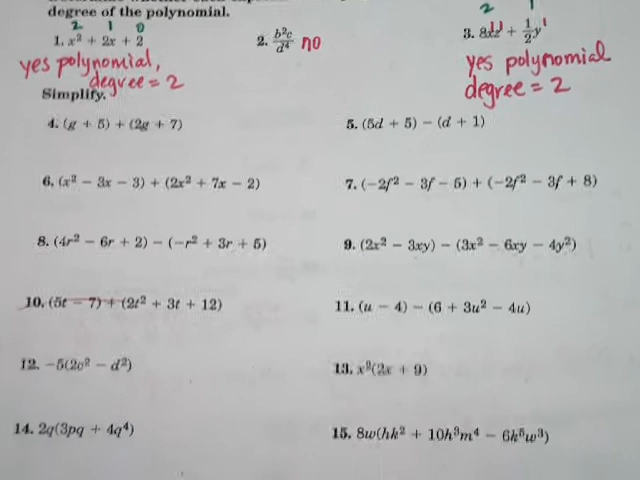 degree of the polynomial.
2 1 0
1. x² + 2x + 2
2. b²c/d⁴ no
2 1
3. 8xz + ½y
yes polynomial,
degree = 2
yes polynomial
degree = 2
Simplify.
4. (g + 5) + (2g + 7)
5. (5d + 5) − (d + 1)
6. (x² − 3x − 3) + (2x² + 7x − 2)
7. (−2f² − 3f − 5) + (−2f² − 3f + 8)
8. (4r² − 6r + 2) − (−r² + 3r + 5)
9. (2x² − 3xy) − (3x² − 6xy − 4y²)
10. (5t − 7) + (2t² + 3t + 12)
11. (u − 4) − (6 + 3u² − 4u)
12. −5(2c² − d²)
13. x²(2x + 9)
14. 2q(3pq + 4q⁴)
15. 8w(hk² + 10h³m⁴ − 6k⁵w³)